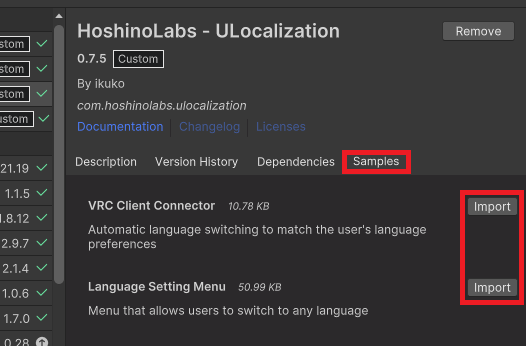 HoshinoLabs - ULocalization
Remove
0.7.5 Custom
By ikuko
com.hoshinolabs.ulocalization
Documentation Changelog Licenses
Description Version History Dependencies Samples
VRC Client Connector 10.78 KB
Import
Automatic language switching to match the user's language
preferences
Language Setting Menu 50.99 KB
Import
Menu that allows users to switch to any language
stom
ustom
ustom
ustom
21.19
1.1.5
1.8.12
2.9.7
2.1.4
1.0.6
1.7.0
0.28